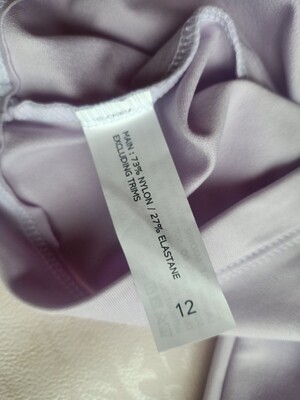 MAIN : 73% NYLON / 27% ELASTANE
EXCLUDING TRIMS
12